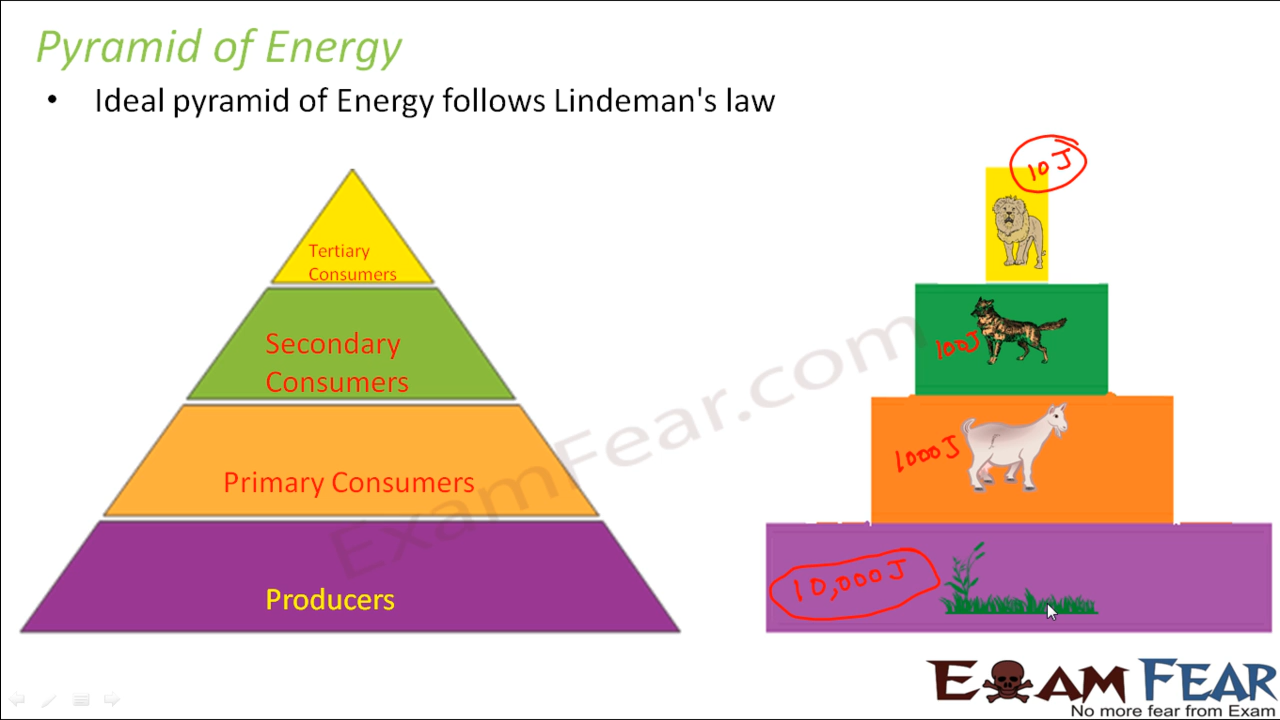 Pyramid of Energy
• Ideal pyramid of Energy follows Lindeman's law
Tertiary
Consumers
Secondary
Consumers
Primary Consumers
Producers
10J
100J
1000J
10,000J
ExamFear.com
EXAM FEAR
No more fear from Exam